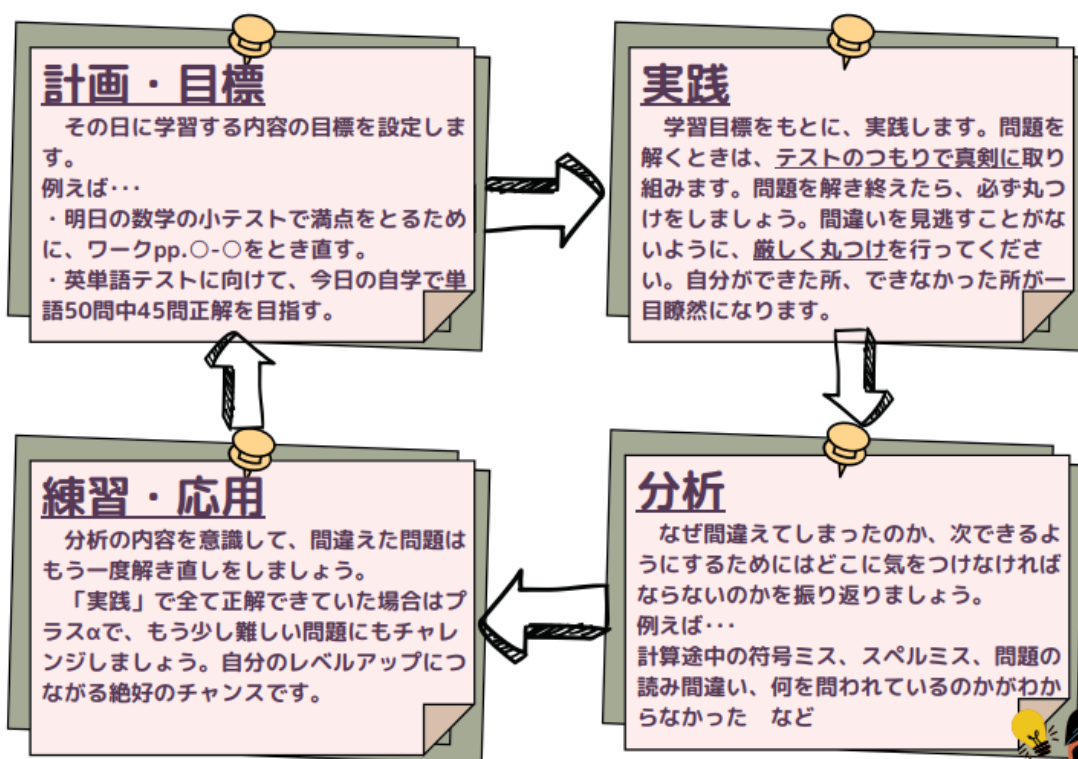 計画・目標
　その日に学習する内容の目標を設定しま
す。
例えば･･･
・明日の数学の小テストで満点をとるため
に、ワークpp.○-○をとき直す。
・英単語テストに向けて、今日の自学で単
語50問中45問正解を目指す。
実践
　学習目標をもとに、実践します。問題を
解くときは、テストのつもりで真剣に取り
組みます。問題を解き終えたら、必ず丸つ
けをしましょう。間違いを見逃すことがな
いように、厳しく丸つけを行ってくださ
い。自分ができた所、できなかった所が一
目瞭然になります。
分析
　なぜ間違えてしまったのか、次できるよ
うにするためにはどこに気をつけなければ
ならないのかを振り返りましょう。
例えば･･･
計算途中の符号ミス、スペルミス、問題の
読み間違い、何を問われているのかがわか
らなかった　など
練習・応用
　分析の内容を意識して、間違えた問題は
もう一度解き直しをしましょう。
　「実践」で全て正解できていた場合はプ
ラスαで、もう少し難しい問題にもチャレ
ンジしましょう。自分のレベルアップにつ
ながる絶好のチャンスです。